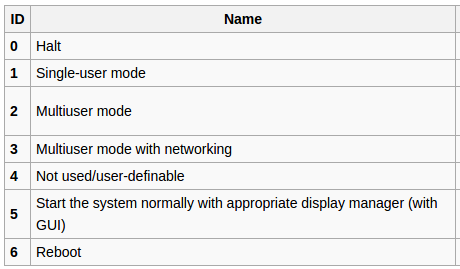 ID Name
0 Halt
1 Single-user mode
2 Multiuser mode
3 Multiuser mode with networking
4 Not used/user-definable
5 Start the system normally with appropriate display manager (with
GUI)
6 Reboot